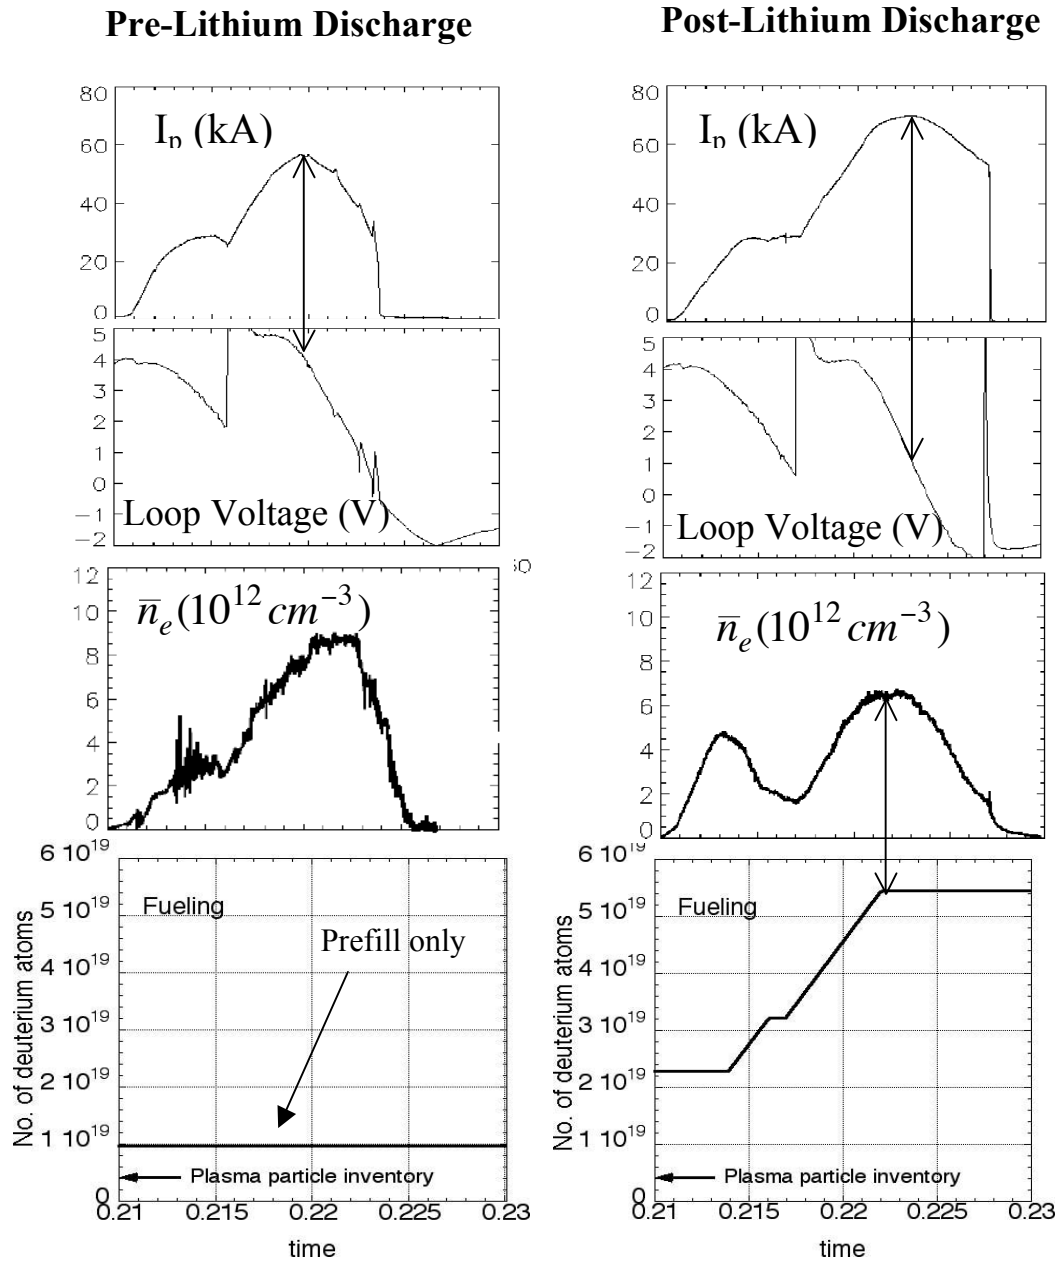 Pre-Lithium Discharge
80
60
40
20
0
I_p (kA)
5
4
3
2
1
0
−1
−2
Loop Voltage (V)
12
10
8
6
4
2
0
n̅_e(10^12 cm^−3)
6 10^19
5 10^19
4 10^19
3 10^19
2 10^19
1 10^19
0
No. of deuterium atoms
Fueling
Prefill only
Plasma particle inventory
0.21 0.215 0.22 0.225 0.23
time
Post-Lithium Discharge
80
60
40
20
0
I_p (kA)
5
4
3
2
1
0
−1
−2
Loop Voltage (V)
12
10
8
6
4
2
0
n̅_e(10^12 cm^−3)
6 10^19
5 10^19
4 10^19
3 10^19
2 10^19
1 10^19
0
No. of deuterium atoms
Fueling
Plasma particle inventory
0.21 0.215 0.22 0.225 0.23
time